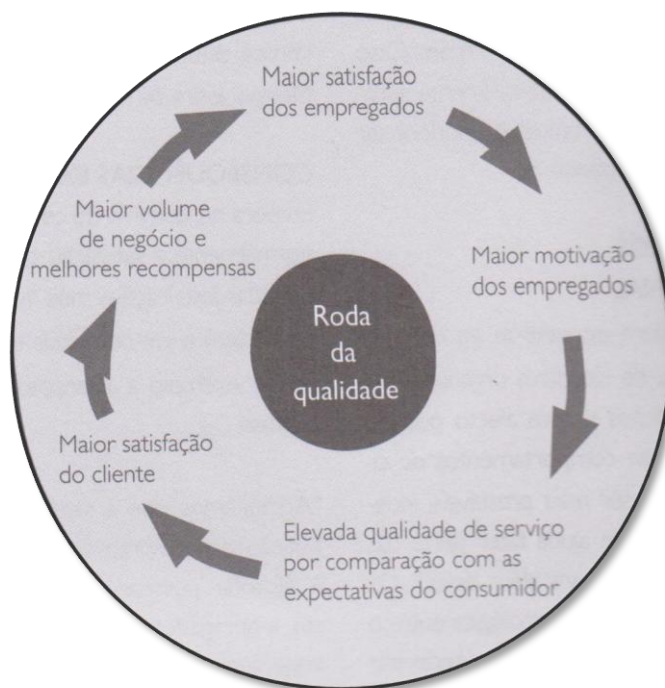 Maior satisfação
dos empregados
Maior motivação
dos empregados
Elevada qualidade de serviço
por comparação com as
expectativas do consumidor
Maior satisfação
do cliente
Maior volume
de negócio e
melhores recompensas
Roda
da
qualidade